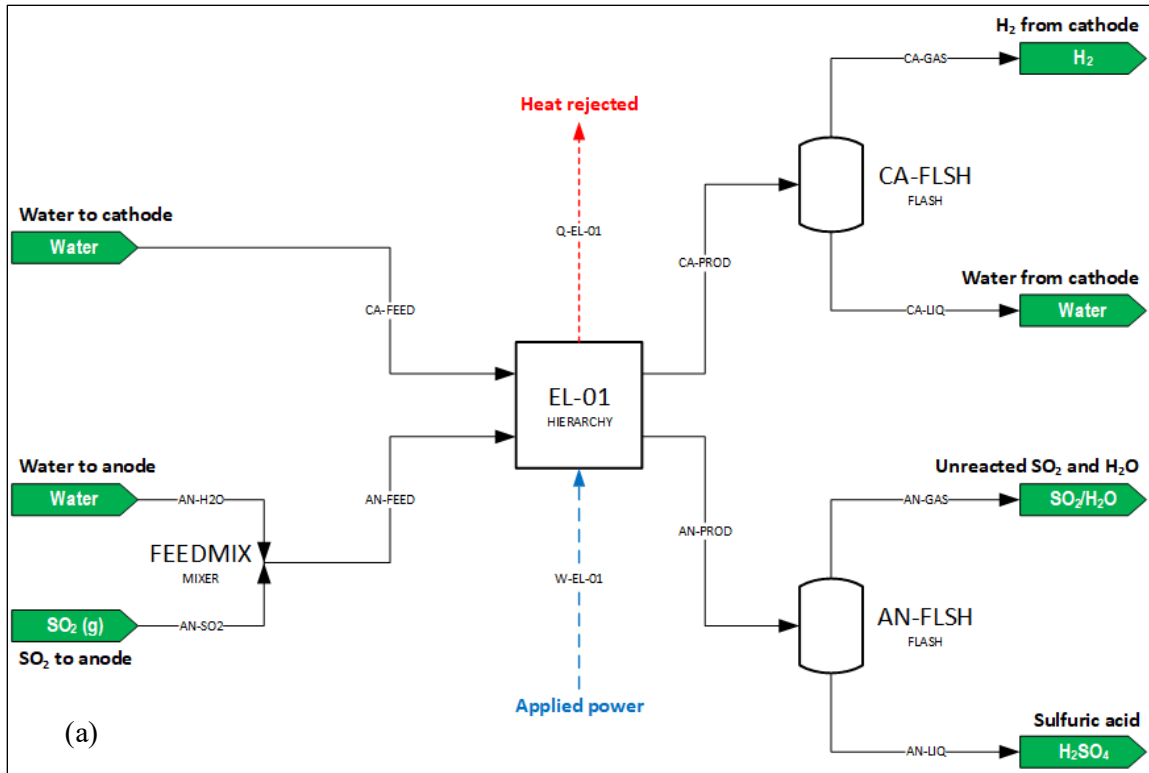 H₂ from cathode
H₂
CA-GAS
Heat rejected
CA-FLSH
FLASH
Water to cathode
Water
Q-EL-01
CA-PROD
Water from cathode
Water
CA-LIQ
CA-FEED
EL-01
HIERARCHY
Water to anode
Water
AN-H2O
AN-FEED
Unreacted SO₂ and H₂O
SO₂/H₂O
AN-GAS
AN-PROD
FEEDMIX
MIXER
W-EL-01
SO₂ (g)
AN-SO2
SO₂ to anode
AN-FLSH
FLASH
Applied power
Sulfuric acid
H₂SO₄
AN-LIQ
(a)